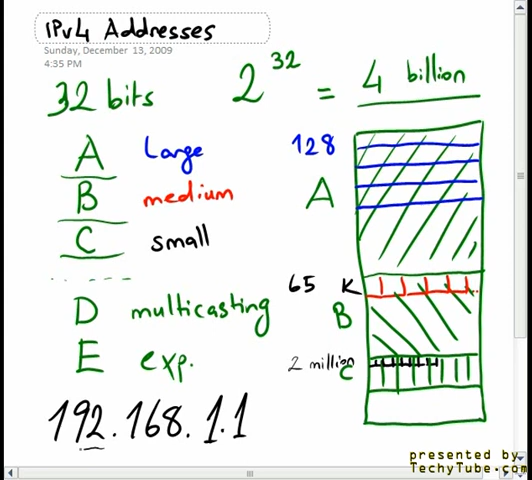 IPv4 Addresses
Sunday, December 13, 2009
4:35 PM
32 bits 2^32 = 4 billion
A Large 128
B medium A
C small
65 K
D multicasting B
E exp. 2 million C
192.168.1.1
presented by
TechyTube.com